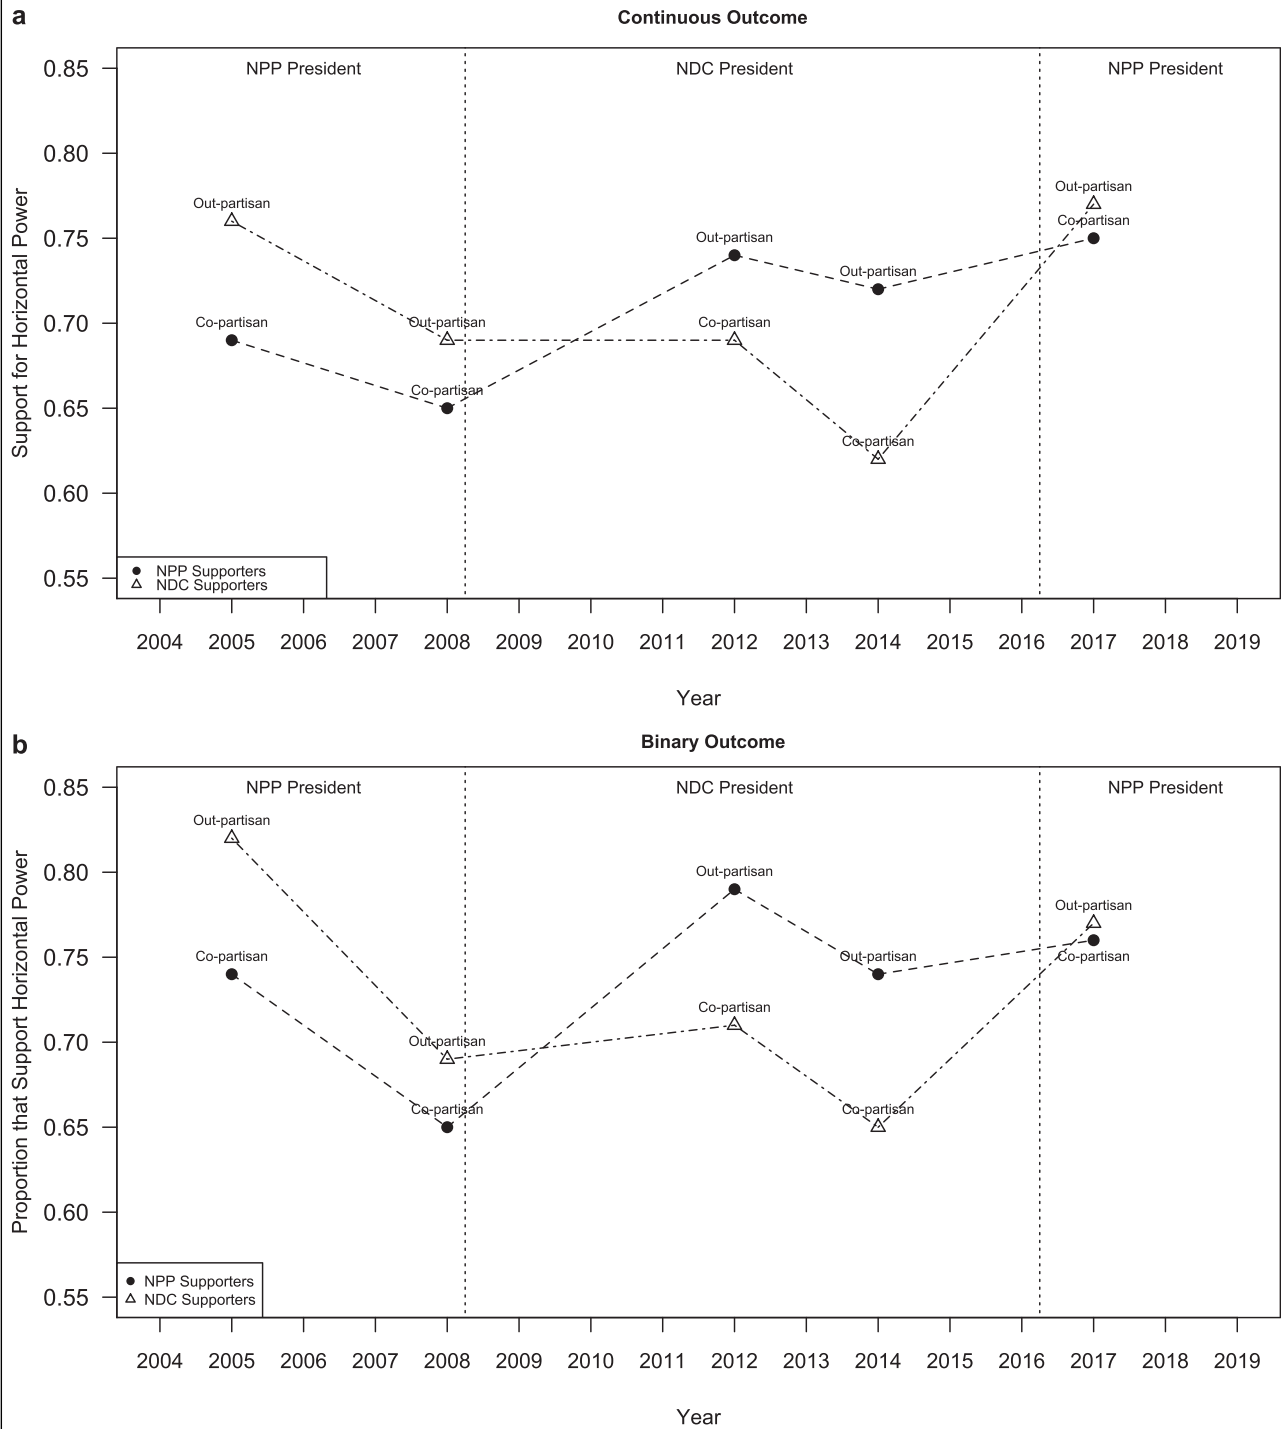 a
Continuous Outcome
NPP President
NDC President
NPP President
0.85
0.80
0.75
0.70
0.65
0.60
0.55
Support for Horizontal Power
Out-partisan
Co-partisan
Out-partisan
Co-partisan
Out-partisan
Co-partisan
Out-partisan
Co-partisan
Out-partisan
Co-partisan
NPP Supporters
NDC Supporters
2004 2005 2006 2007 2008 2009 2010 2011 2012 2013 2014 2015 2016 2017 2018 2019
Year
b
Binary Outcome
NPP President
NDC President
NPP President
0.85
0.80
0.75
0.70
0.65
0.60
0.55
Proportion that Support Horizontal Power
Out-partisan
Co-partisan
Out-partisan
Co-partisan
Out-partisan
Co-partisan
Out-partisan
Co-partisan
Out-partisan
Co-partisan
NPP Supporters
NDC Supporters
2004 2005 2006 2007 2008 2009 2010 2011 2012 2013 2014 2015 2016 2017 2018 2019
Year